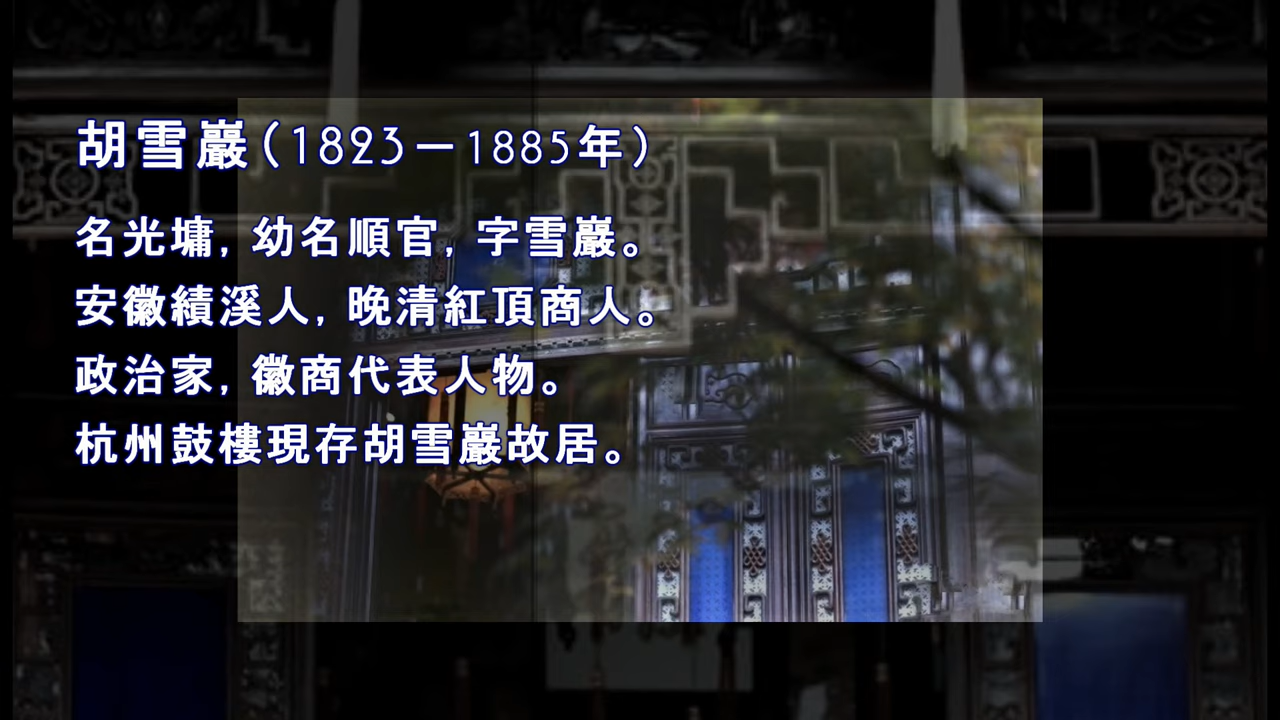 胡雪巖(1823－1885年)
名光墉, 幼名順官, 字雪巖。
安徽績溪人, 晚清紅頂商人。
政治家, 徽商代表人物。
杭州鼓樓現存胡雪巖故居。